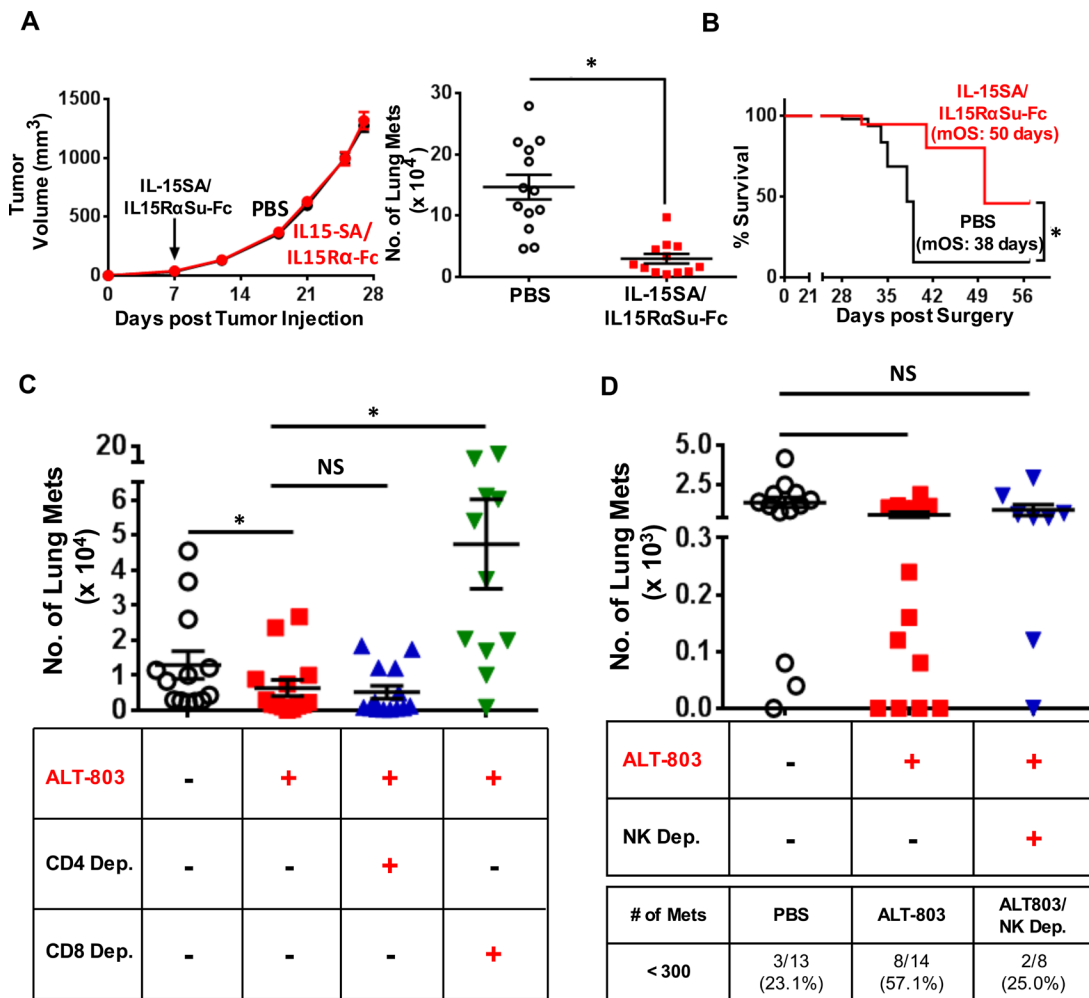 A
Tumor
Volume (mm3)
1500
1000
500
0
IL-15SA/
IL15RαSu-Fc
PBS
IL15-SA/
IL15Rα-Fc
0 7 14 21 28
Days post Tumor Injection
No. of Lung Mets
(x 10^4)
30
20
10
0
*
PBS
IL-15SA/
IL15RαSu-Fc
B
% Survival
100
50
0
IL-15SA/
IL15RαSu-Fc
(mOS: 50 days)
PBS
(mOS: 38 days)
*
0 21 28 35 42 49 56
Days post Surgery
C
No. of Lung Mets
(x 10^4)
20
6
5
4
3
2
1
0
*
NS
*
ALT-803 - + + +
CD4 Dep. - - + -
CD8 Dep. - - - +
D
No. of Lung Mets
(x 10^3)
5.0
2.5
0.3
0.2
0.1
0.0
NS
ALT-803 - + +
NK Dep. - - +
# of Mets PBS ALT-803 ALT803/
NK Dep.
< 300 3/13
(23.1%) 8/14
(57.1%) 2/8
(25.0%)